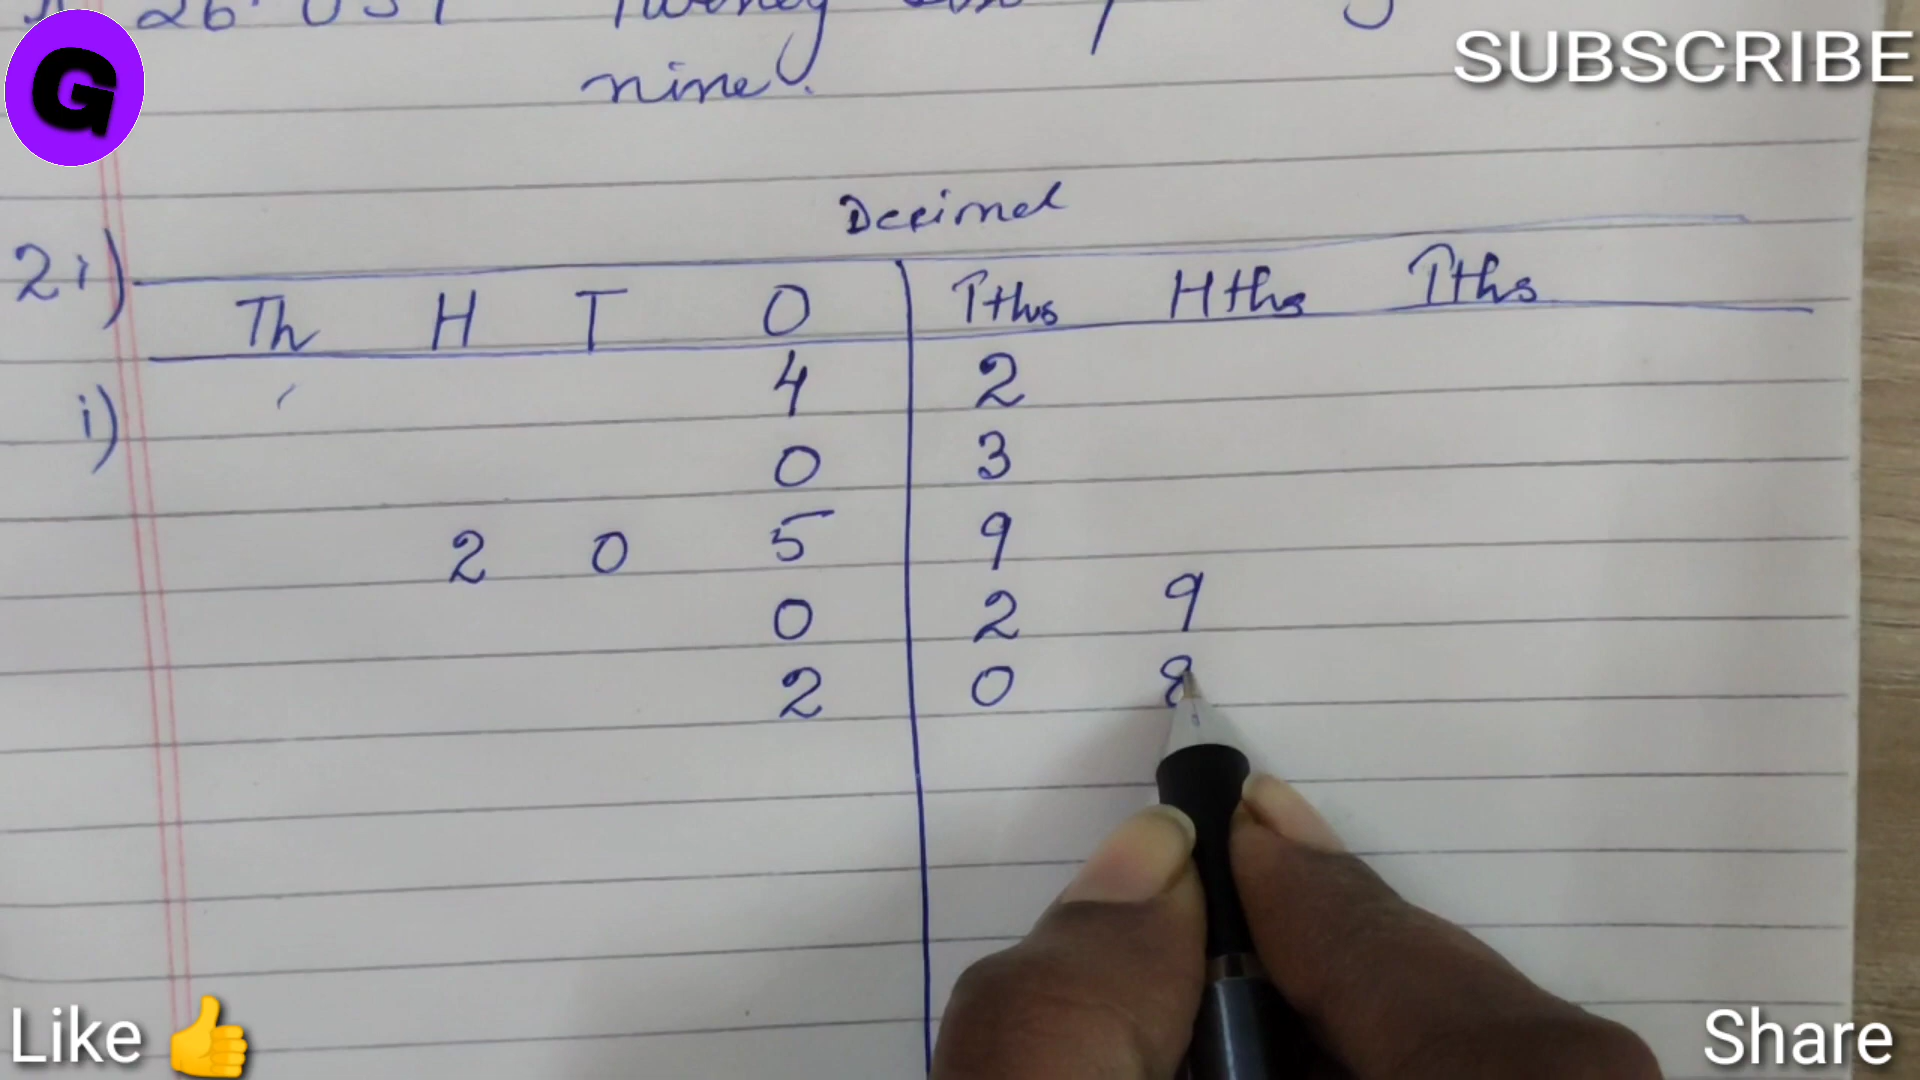 G
SUBSCRIBE
nine.
Decimal
2 i)
Th H T O Tths Hths Tths
i) 4 2
0 3
2 0 5 9
0 2 9
2 0 8
Like 👍
Share